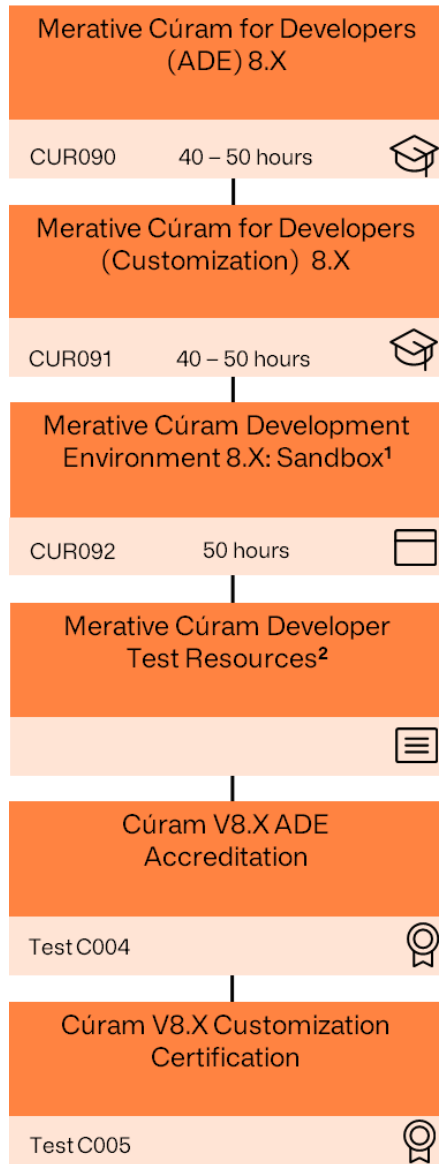 Merative Cúram for Developers
(ADE) 8.X
CUR090 40 – 50 hours
Merative Cúram for Developers
(Customization) 8.X
CUR091 40 – 50 hours
Merative Cúram Development
Environment 8.X: Sandbox¹
CUR092 50 hours
Merative Cúram Developer
Test Resources²
Cúram V8.X ADE
Accreditation
Test C004
Cúram V8.X Customization
Certification
Test C005